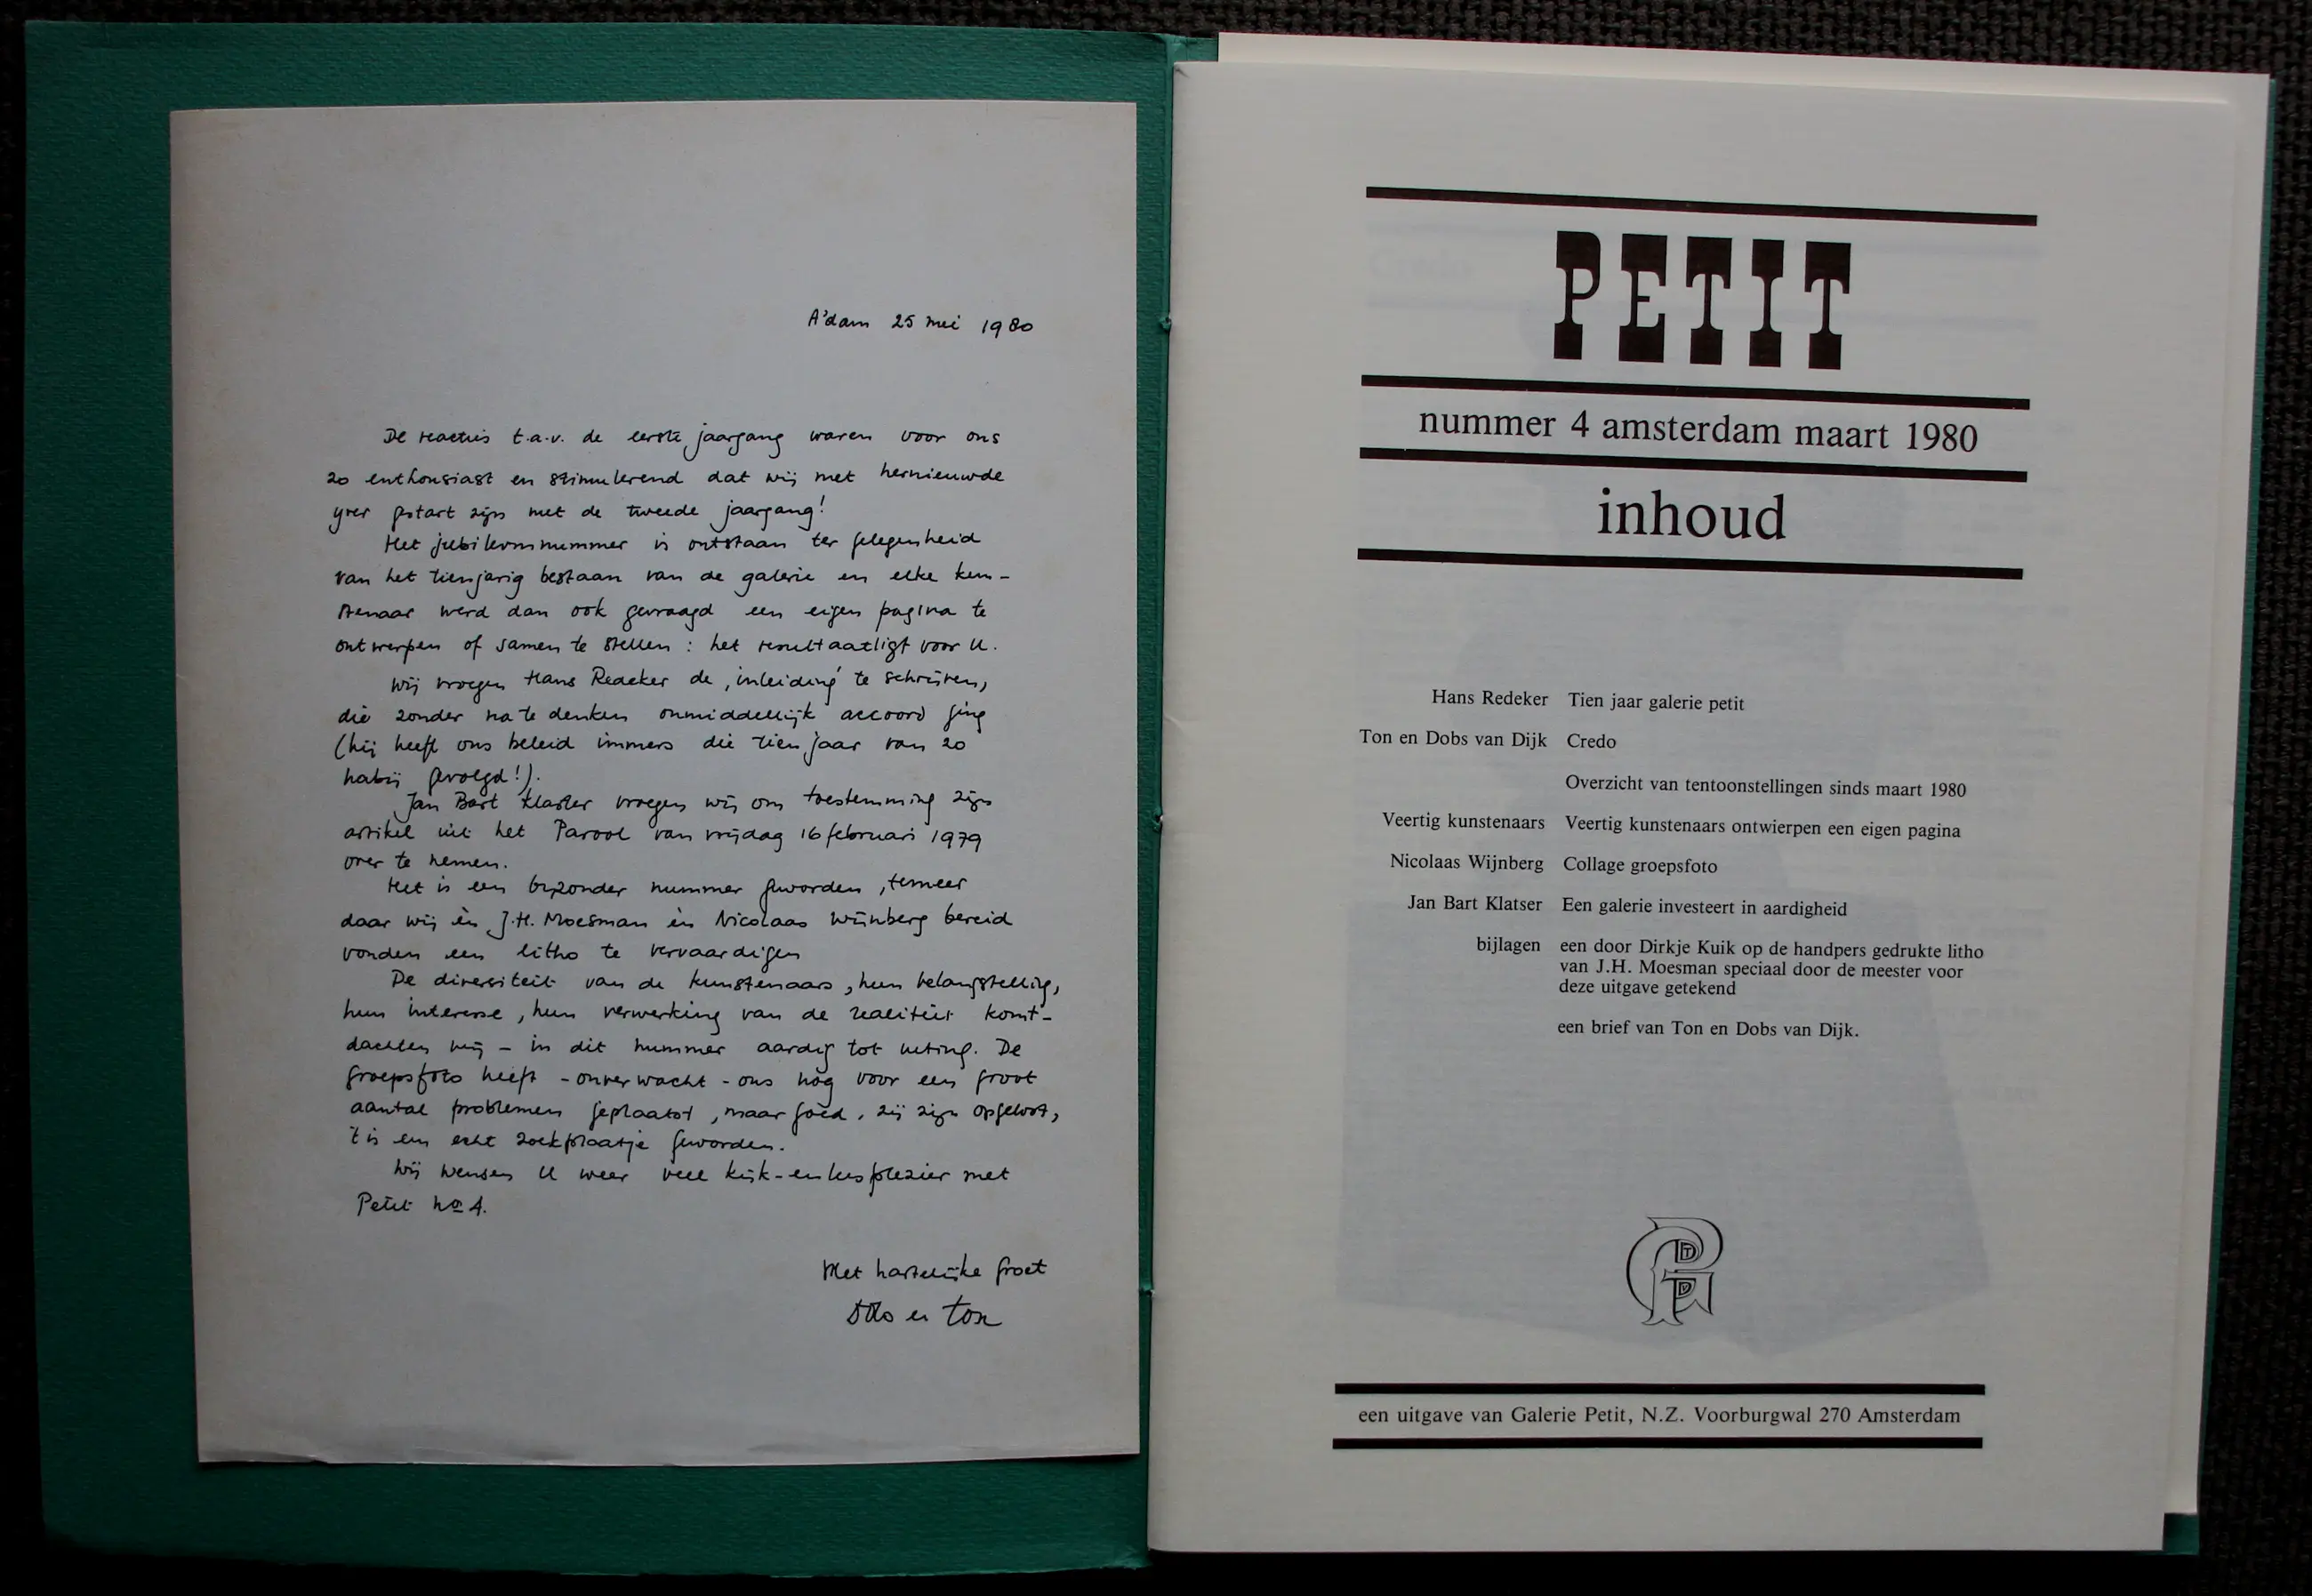 A'dam 25 mei 1980
De reacties t.a.v. de eerste jaargang waren voor ons
zo enthousiast en stimulerend dat wij met hernieuwde
yver gestart zijn met de tweede jaargang!
Het jubileumnummer is ontstaan ter gelegenheid
van het tienjarig bestaan van de galerie en elke kun-
stenaar werd dan ook gevraagd een eigen pagina te
ontwerpen of samen te stellen : het resultaat ligt voor U.
Wij vroegen Hans Redeker de ,inleiding' te schrijven,
die zonder na te denken onmiddellijk accoord ging
(hij heeft ons beleid immers die tien jaar van zo
nabij gevolgd!).
Jan Bart Klaster vroegen wij om toestemming zijn
artikel uit het Parool van vrijdag 16 februari 1979
over te nemen.
Het is een byzonder nummer geworden, temeer
daar wij èn J.H. Moesman èn Nicolaas Wijnberg bereid
vonden een litho te vervaardigen
De diversiteit van de kunstenaars, hun belangstelling,
hun interesse, hun verwerking van de realiteit komt-
dachten wij - in dit nummer aardig tot uiting. De
groepsfoto heeft - onverwacht - ons nog voor een groot
aantal problemen geplaatst, maar goed, zij zijn opgelost,
't is een echt zoekplaatje geworden.
Wij wensen U weer veel kijk-en leesplezier met
Petit no 4.
Met hartelijke groet
Dobs en Ton
PETIT
nummer 4 amsterdam maart 1980
inhoud
Hans Redeker Tien jaar galerie petit
Ton en Dobs van Dijk Credo
Overzicht van tentoonstellingen sinds maart 1980
Veertig kunstenaars Veertig kunstenaars ontwierpen een eigen pagina
Nicolaas Wijnberg Collage groepsfoto
Jan Bart Klatser Een galerie investeert in aardigheid
bijlagen een door Dirkje Kuik op de handpers gedrukte litho
van J.H. Moesman speciaal door de meester voor
deze uitgave getekend
een brief van Ton en Dobs van Dijk.
een uitgave van Galerie Petit, N.Z. Voorburgwal 270 Amsterdam